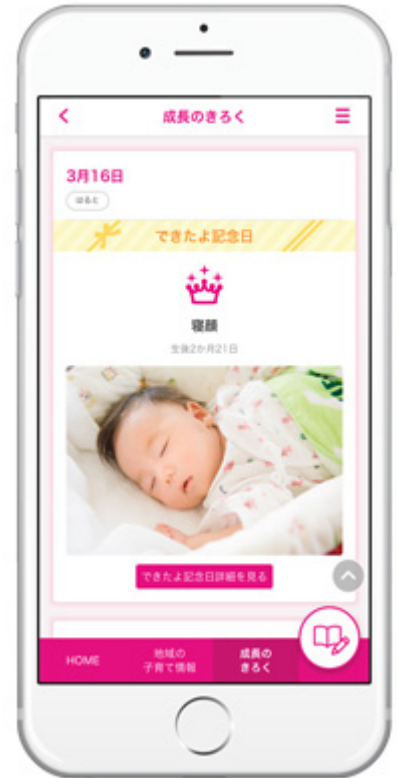 成長のきろく
3月16日
はると
できたよ記念日
寝顔
生後2か月21日
できたよ記念日詳細を見る
HOME
地域の
子育て情報
成長の
きろく